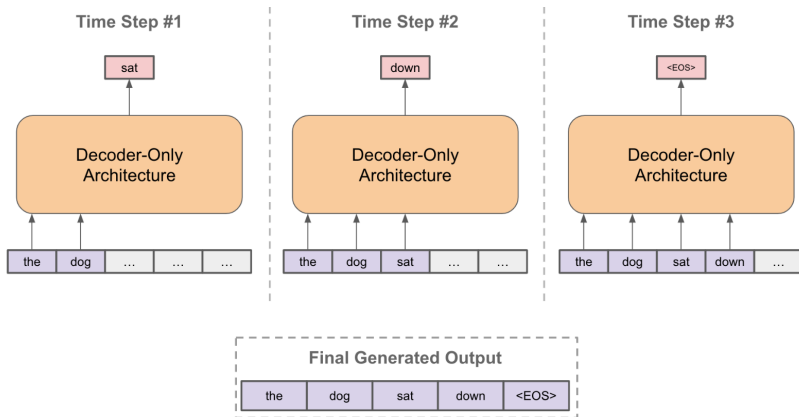 Time Step #1
Time Step #2
Time Step #3
sat
down
<EOS>
Decoder-Only
Architecture
Decoder-Only
Architecture
Decoder-Only
Architecture
the dog … … …
the dog sat … …
the dog sat down …
Final Generated Output
the dog sat down <EOS>